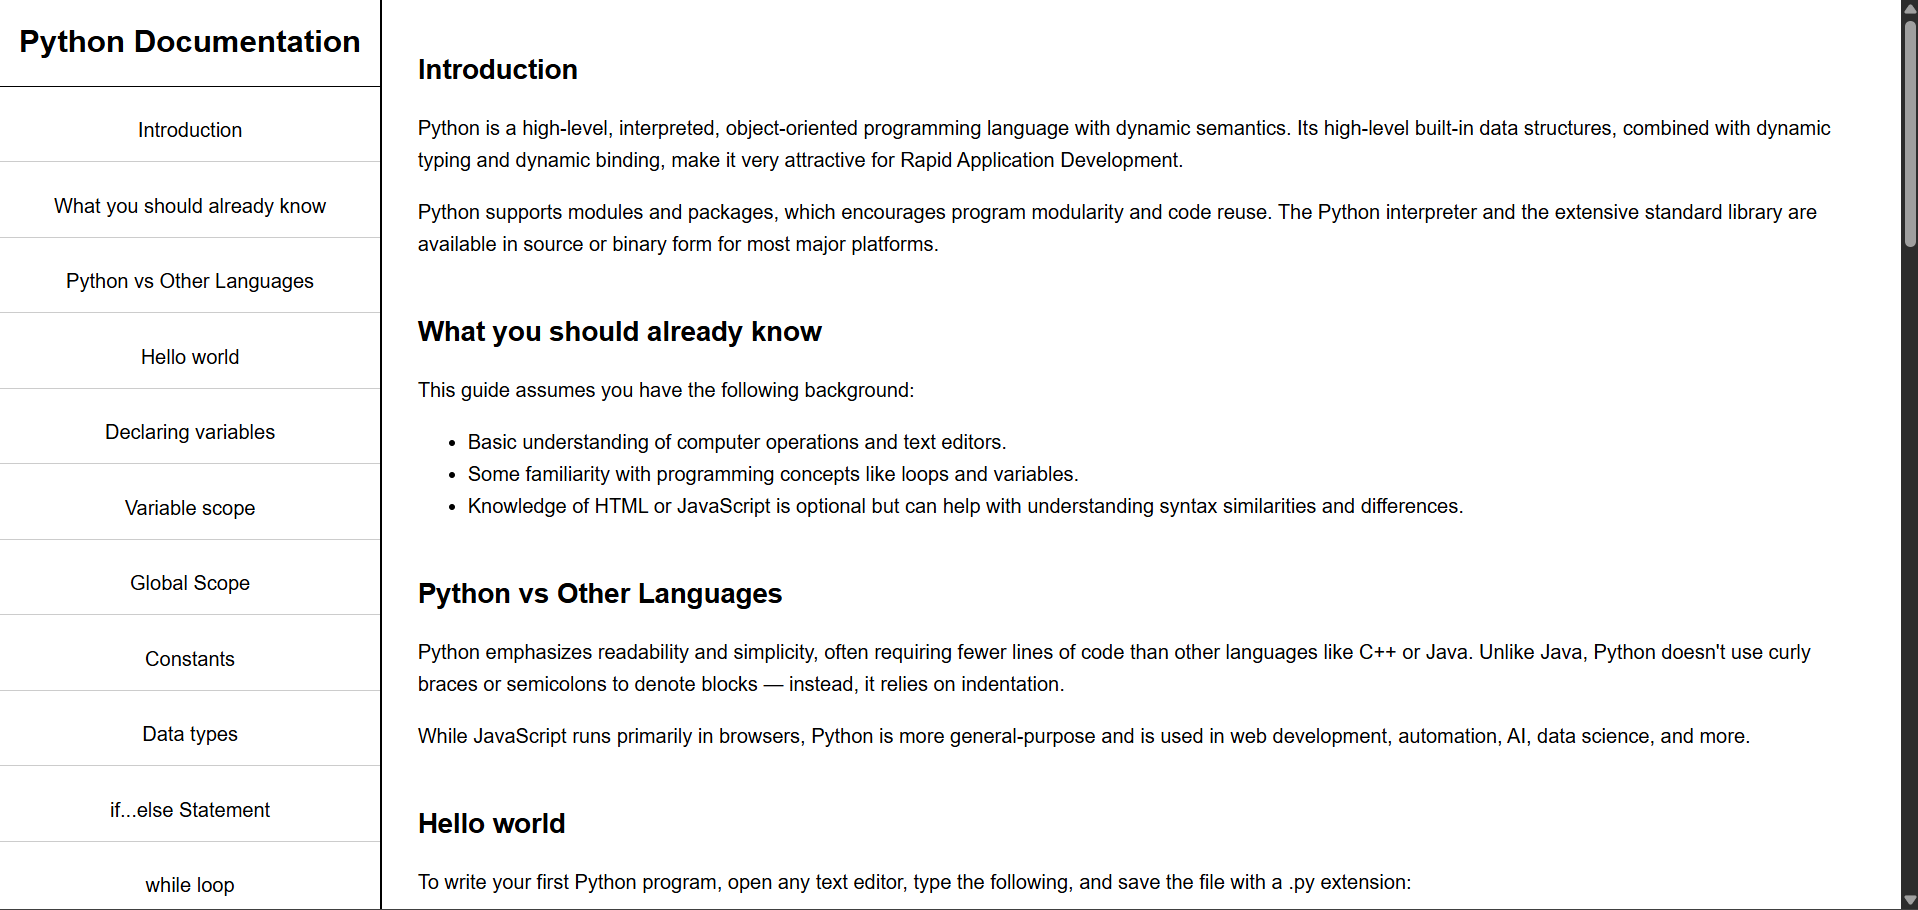 Python Documentation
Introduction
What you should already know
Python vs Other Languages
Hello world
Declaring variables
Variable scope
Global Scope
Constants
Data types
if...else Statement
while loop
Introduction
Python is a high-level, interpreted, object-oriented programming language with dynamic semantics. Its high-level built-in data structures, combined with dynamic
typing and dynamic binding, make it very attractive for Rapid Application Development.
Python supports modules and packages, which encourages program modularity and code reuse. The Python interpreter and the extensive standard library are
available in source or binary form for most major platforms.
What you should already know
This guide assumes you have the following background:
• Basic understanding of computer operations and text editors.
• Some familiarity with programming concepts like loops and variables.
• Knowledge of HTML or JavaScript is optional but can help with understanding syntax similarities and differences.
Python vs Other Languages
Python emphasizes readability and simplicity, often requiring fewer lines of code than other languages like C++ or Java. Unlike Java, Python doesn't use curly
braces or semicolons to denote blocks — instead, it relies on indentation.
While JavaScript runs primarily in browsers, Python is more general-purpose and is used in web development, automation, AI, data science, and more.
Hello world
To write your first Python program, open any text editor, type the following, and save the file with a .py extension: